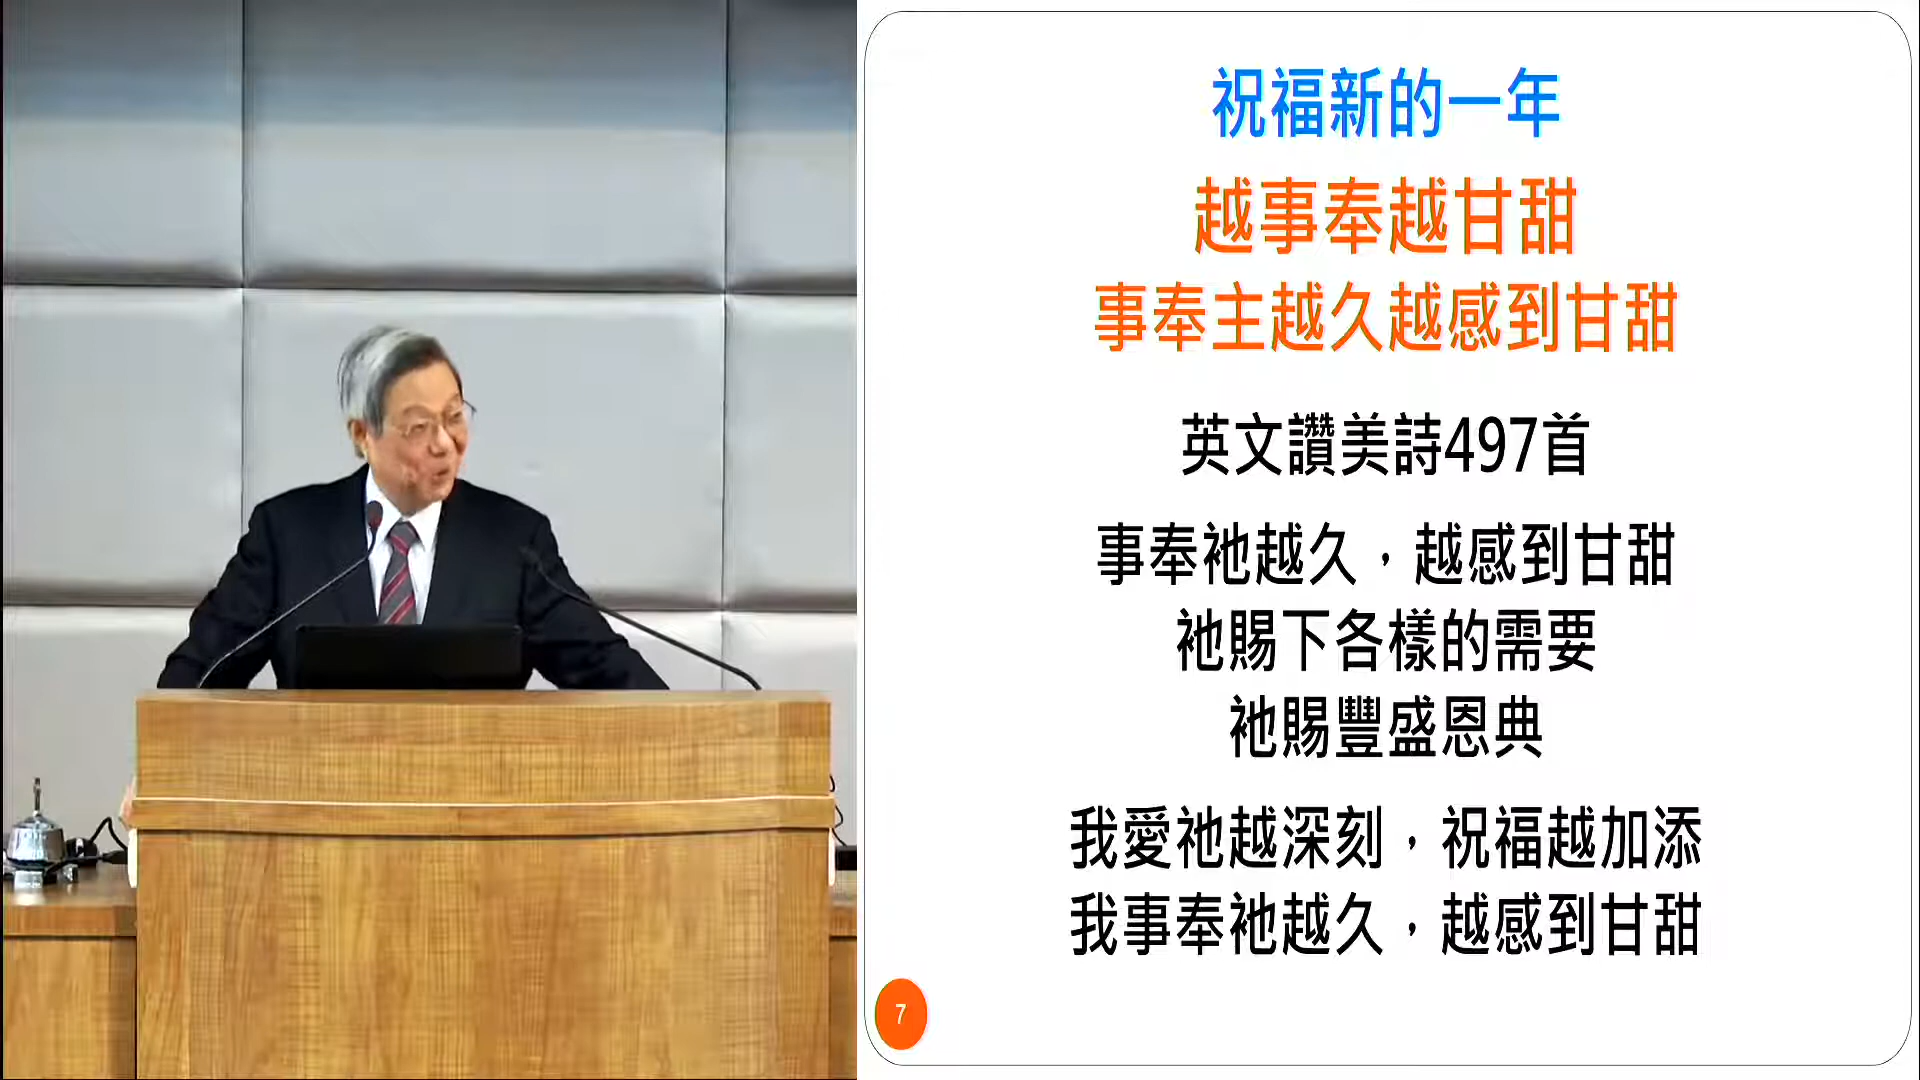 祝福新的一年
越事奉越甘甜
事奉主越久越感到甘甜
英文讚美詩497首
事奉祂越久，越感到甘甜
祂賜下各樣的需要
祂賜豐盛恩典
我愛祂越深刻，祝福越加添
我事奉祂越久，越感到甘甜
7